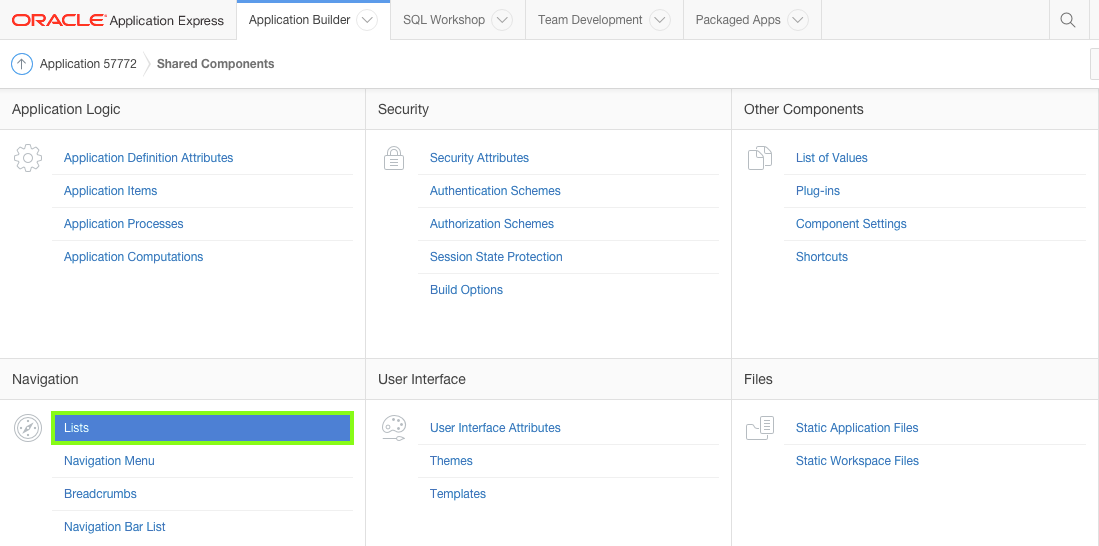 ORACLE Application Express Application Builder SQL Workshop Team Development Packaged Apps
Application 57772 Shared Components
Application Logic
Application Definition Attributes
Application Items
Application Processes
Application Computations
Security
Security Attributes
Authentication Schemes
Authorization Schemes
Session State Protection
Build Options
Other Components
List of Values
Plug-ins
Component Settings
Shortcuts
Navigation
Lists
Navigation Menu
Breadcrumbs
Navigation Bar List
User Interface
User Interface Attributes
Themes
Templates
Files
Static Application Files
Static Workspace Files